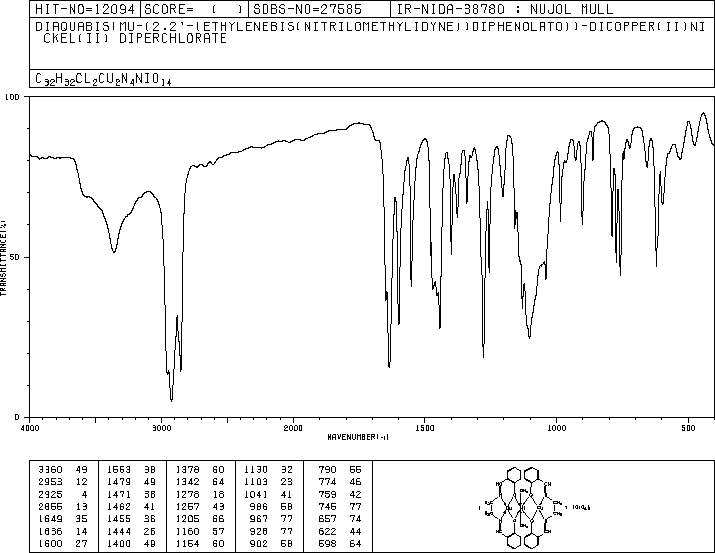 HIT-NO=12094 SCORE= ( ) SDBS-NO=27585 IR-NIDA-38780 : NUJOL MULL
DIAQUABIS(MU-(2,2'-(ETHYLENEBIS(NITRILOMETHYLIDYNE))DIPHENOLATO))-DICOPPER(II)NI
CKEL(II) DIPERCHLORATE
C32H32CL2CU2N4NIO14
100
50
0
TRANSMITTANCE(%)
4000 3000 2000 1500 1000 500
WAVENUMBER(-1)
3360 49 1553 38 1378 60 1130 32 790 55
2953 12 1479 49 1342 64 1103 23 774 46
2925 4 1471 38 1278 18 1041 41 759 42
2855 13 1462 41 1257 43 986 58 745 77
1649 35 1455 36 1205 66 967 77 657 74
1636 14 1444 26 1160 57 928 77 622 44
1600 27 1400 49 1154 60 902 58 598 64